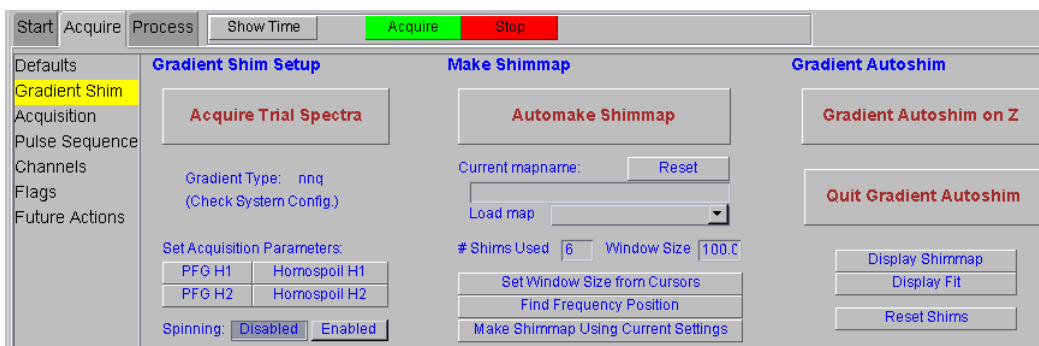 Start Acquire Process Show Time Acquire Stop
Defaults
Gradient Shim
Acquisition
Pulse Sequence
Channels
Flags
Future Actions
Gradient Shim Setup
Acquire Trial Spectra
Gradient Type: nnq
(Check System Config.)
Set Acquisition Parameters:
PFG H1 Homospoil H1
PFG H2 Homospoil H2
Spinning: Disabled Enabled
Make Shimmap
Automake Shimmap
Current mapname: Reset
Load map
# Shims Used 6 Window Size 100.0
Set Window Size from Cursors
Find Frequency Position
Make Shimmap Using Current Settings
Gradient Autoshim
Gradient Autoshim on Z
Quit Gradient Autoshim
Display Shimmap
Display Fit
Reset Shims